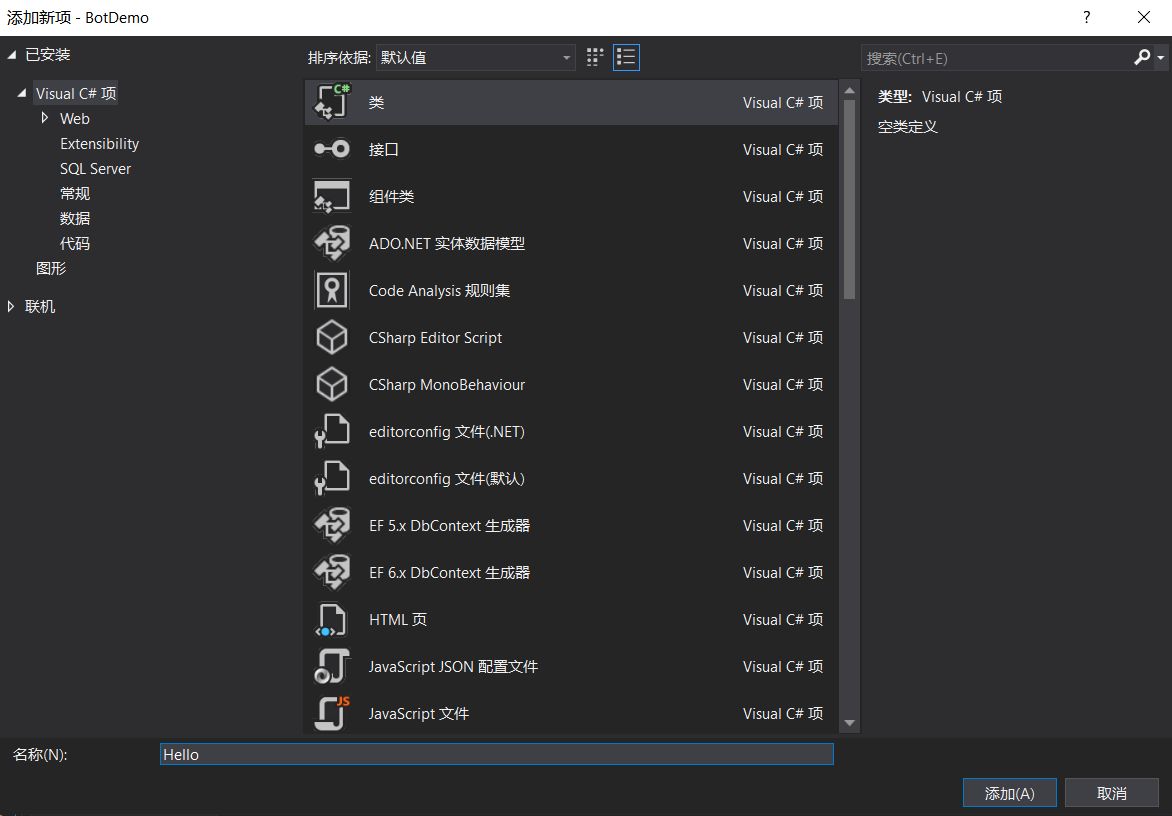 添加新项 - BotDemo
?
已安装
Visual C# 项
Web
Extensibility
SQL Server
常规
数据
代码
图形
联机
排序依据: 默认值
C#
类 Visual C# 项
接口 Visual C# 项
组件类 Visual C# 项
ADO.NET 实体数据模型 Visual C# 项
Code Analysis 规则集 Visual C# 项
CSharp Editor Script Visual C# 项
CSharp MonoBehaviour Visual C# 项
editorconfig 文件(.NET) Visual C# 项
editorconfig 文件(默认) Visual C# 项
EF 5.x DbContext 生成器 Visual C# 项
EF 6.x DbContext 生成器 Visual C# 项
HTML 页 Visual C# 项
JavaScript JSON 配置文件 Visual C# 项
JS
JavaScript 文件 Visual C# 项
搜索(Ctrl+E)
类型: Visual C# 项
空类定义
名称(N): Hello
添加(A) 取消